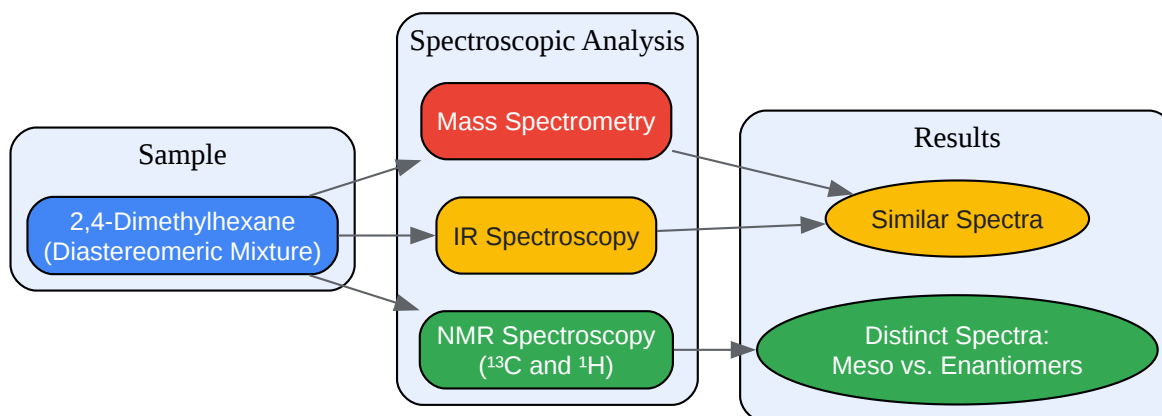 Sample
2,4-Dimethylhexane
(Diastereomeric Mixture)
Spectroscopic Analysis
Mass Spectrometry
IR Spectroscopy
NMR Spectroscopy
(¹³C and ¹H)
Results
Similar Spectra
Distinct Spectra:
Meso vs. Enantiomers